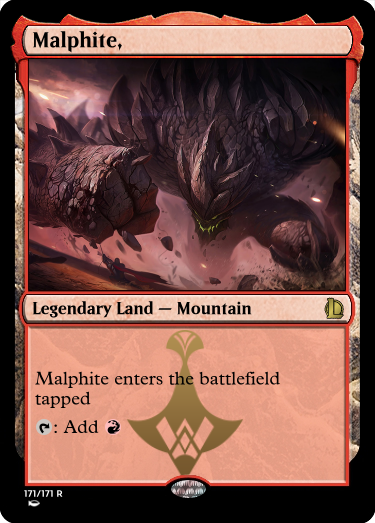 Malphite,
Legendary Land — Mountain
Malphite enters the battlefield
tapped
: Add
171/171 R